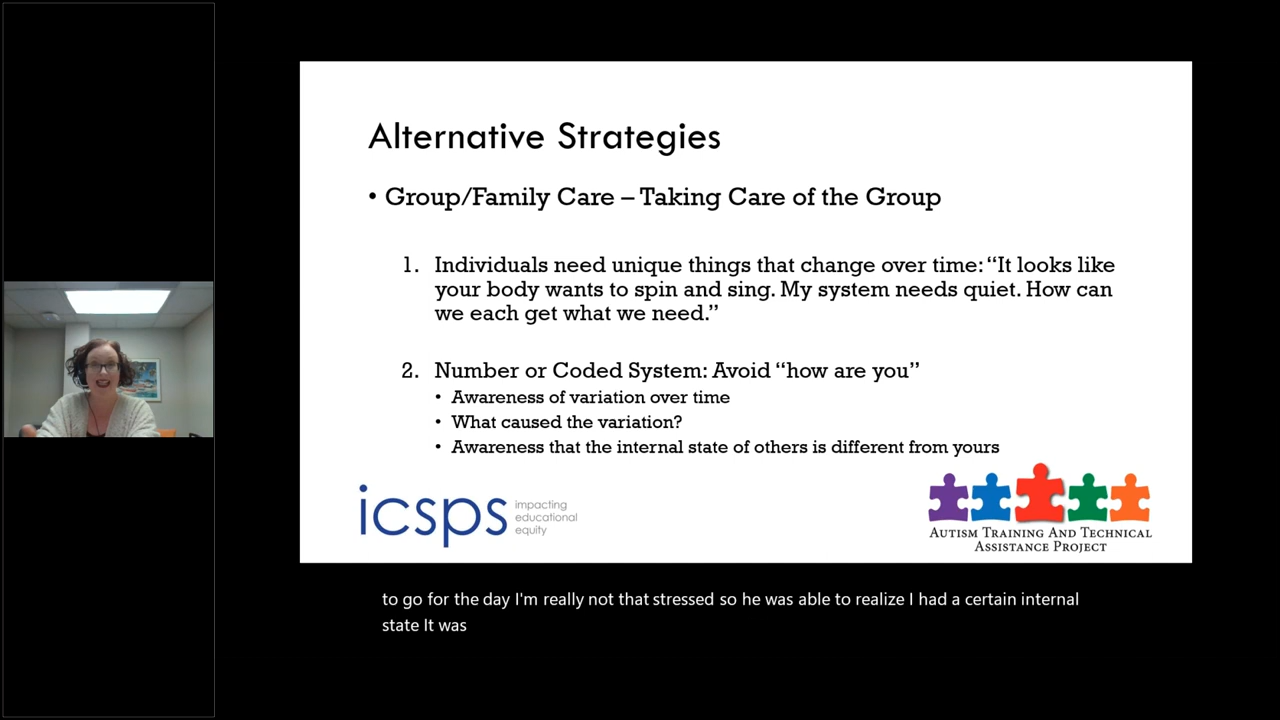 Alternative Strategies
• Group/Family Care – Taking Care of the Group
1. Individuals need unique things that change over time: “It looks like
your body wants to spin and sing. My system needs quiet. How can
we each get what we need.”
2. Number or Coded System: Avoid “how are you”
• Awareness of variation over time
• What caused the variation?
• Awareness that the internal state of others is different from yours
icsps
impacting
educational
equity
Autism Training And Technical
Assistance Project
to go for the day I'm really not that stressed so he was able to realize I had a certain internal
state It was